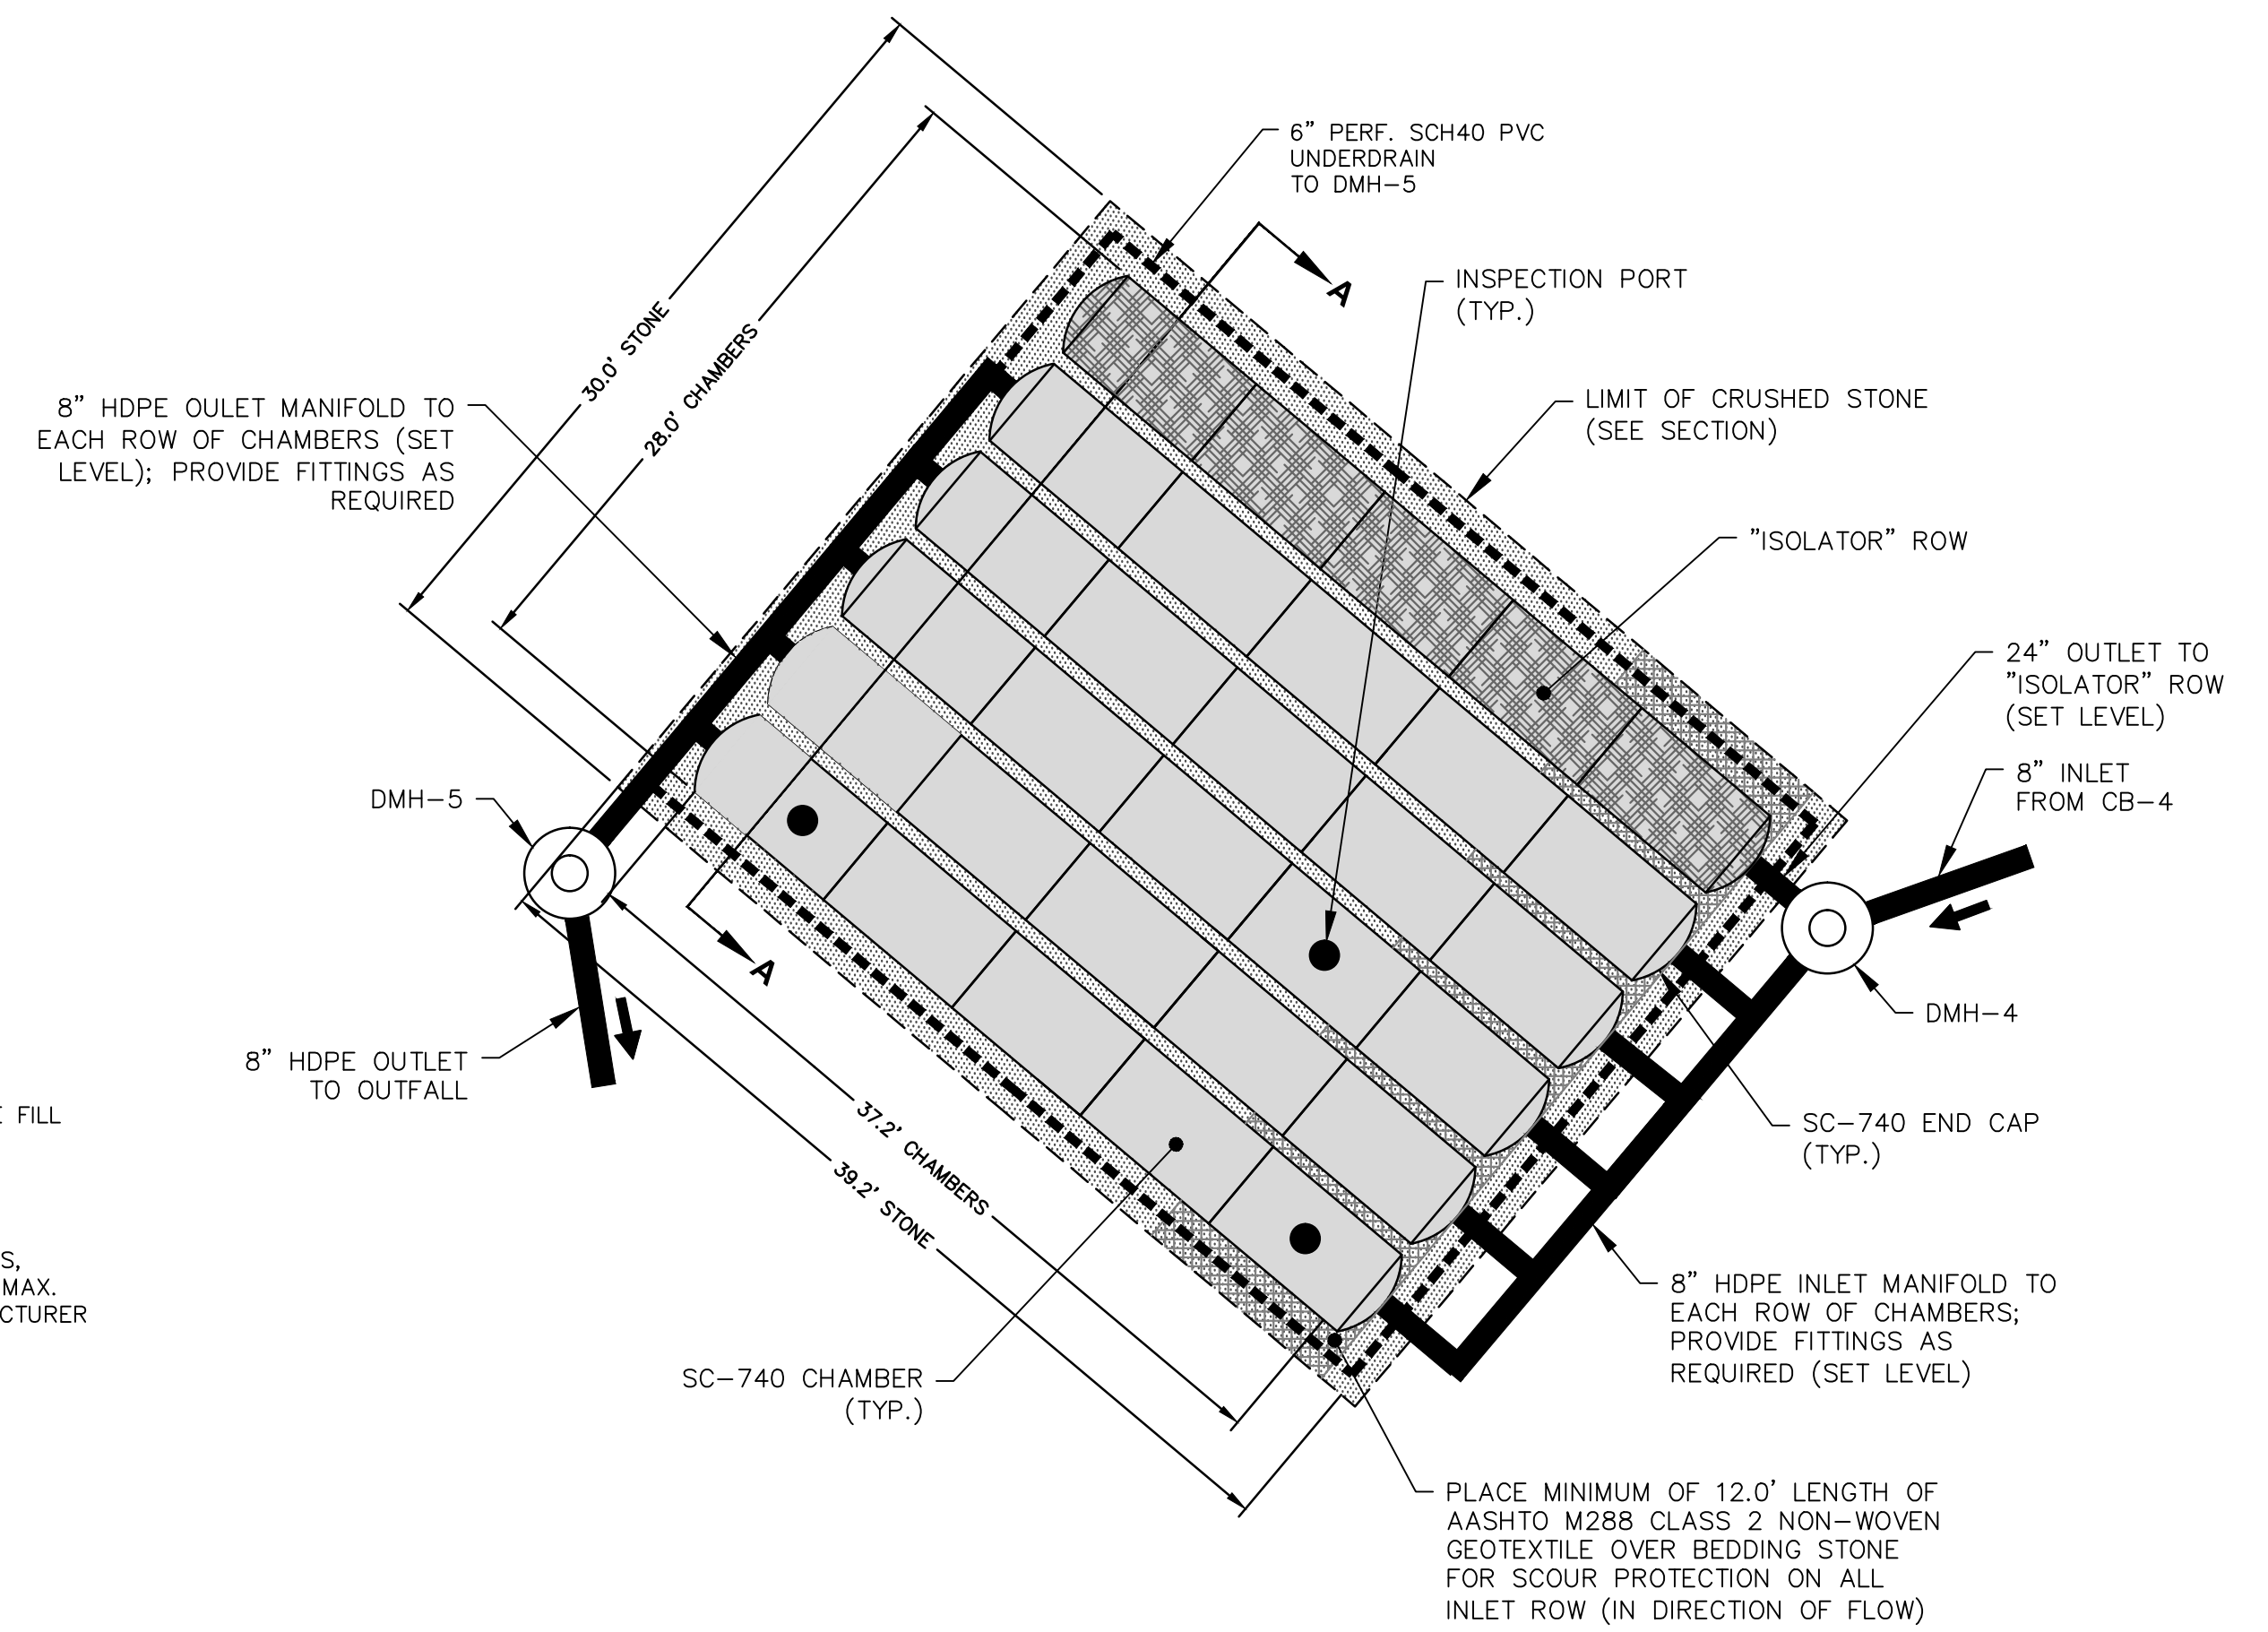 6” PERF. SCH40 PVC
UNDERDRAIN
TO DMH-5
A
INSPECTION PORT
(TYP.)
30.0' STONE
28.0' CHAMBERS
8” HDPE OULET MANIFOLD TO
EACH ROW OF CHAMBERS (SET
LEVEL); PROVIDE FITTINGS AS
REQUIRED
LIMIT OF CRUSHED STONE
(SEE SECTION)
”ISOLATOR” ROW
24” OUTLET TO
”ISOLATOR” ROW
(SET LEVEL)
8” INLET
FROM CB-4
DMH-5
A
DMH-4
8” HDPE OUTLET
TO OUTFALL
FILL
37.2' CHAMBERS
39.2' STONE
SC-740 END CAP
(TYP.)
S,
MAX.
CTURER
8” HDPE INLET MANIFOLD TO
EACH ROW OF CHAMBERS;
PROVIDE FITTINGS AS
REQUIRED (SET LEVEL)
SC-740 CHAMBER
(TYP.)
PLACE MINIMUM OF 12.0' LENGTH OF
AASHTO M288 CLASS 2 NON-WOVEN
GEOTEXTILE OVER BEDDING STONE
FOR SCOUR PROTECTION ON ALL
INLET ROW (IN DIRECTION OF FLOW)